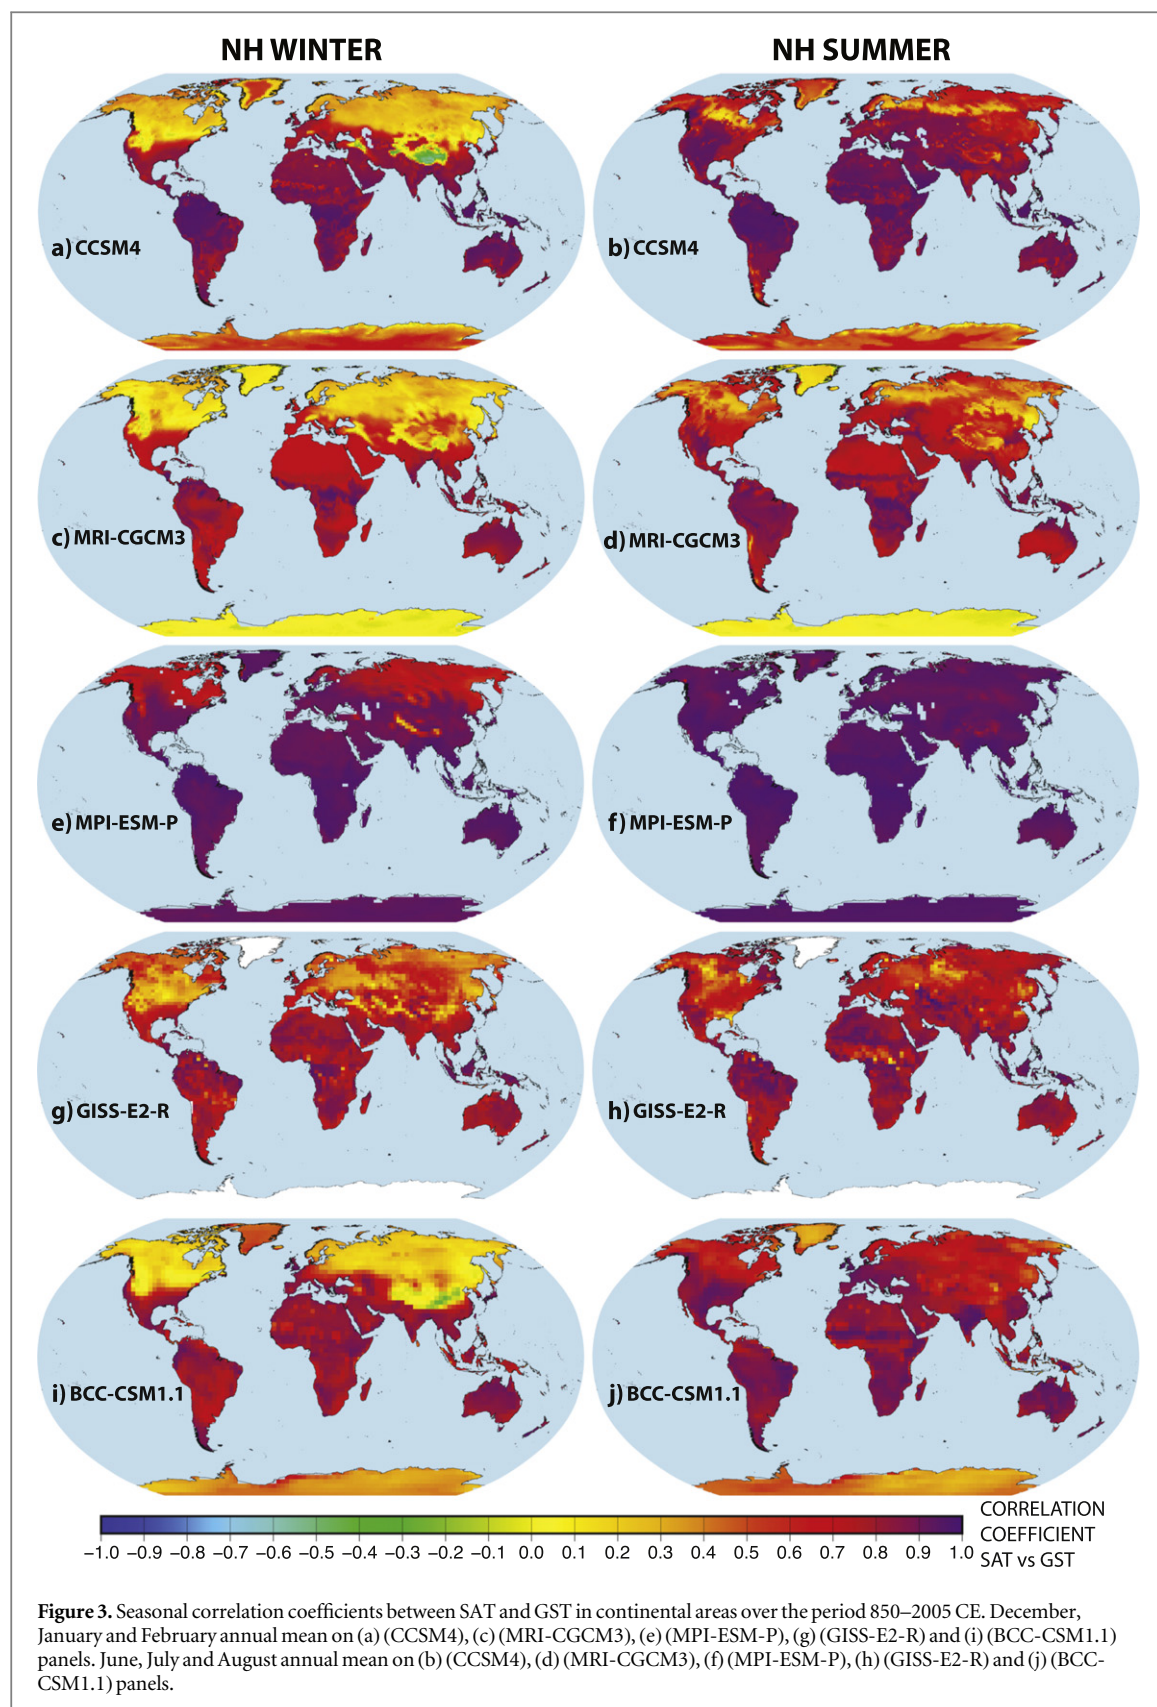 NH WINTER
NH SUMMER
a) CCSM4
b) CCSM4
c) MRI-CGCM3
d) MRI-CGCM3
e) MPI-ESM-P
f) MPI-ESM-P
g) GISS-E2-R
h) GISS-E2-R
i) BCC-CSM1.1
j) BCC-CSM1.1
CORRELATION
COEFFICIENT
SAT vs GST
−1.0 −0.9 −0.8 −0.7 −0.6 −0.5 −0.4 −0.3 −0.2 −0.1 0.0 0.1 0.2 0.3 0.4 0.5 0.6 0.7 0.8 0.9 1.0
Figure 3. Seasonal correlation coefficients between SAT and GST in continental areas over the period 850–2005 CE. December,
January and February annual mean on (a) (CCSM4), (c) (MRI-CGCM3), (e) (MPI-ESM-P), (g) (GISS-E2-R) and (i) (BCC-CSM1.1)
panels. June, July and August annual mean on (b) (CCSM4), (d) (MRI-CGCM3), (f) (MPI-ESM-P), (h) (GISS-E2-R) and (j) (BCC-
CSM1.1) panels.